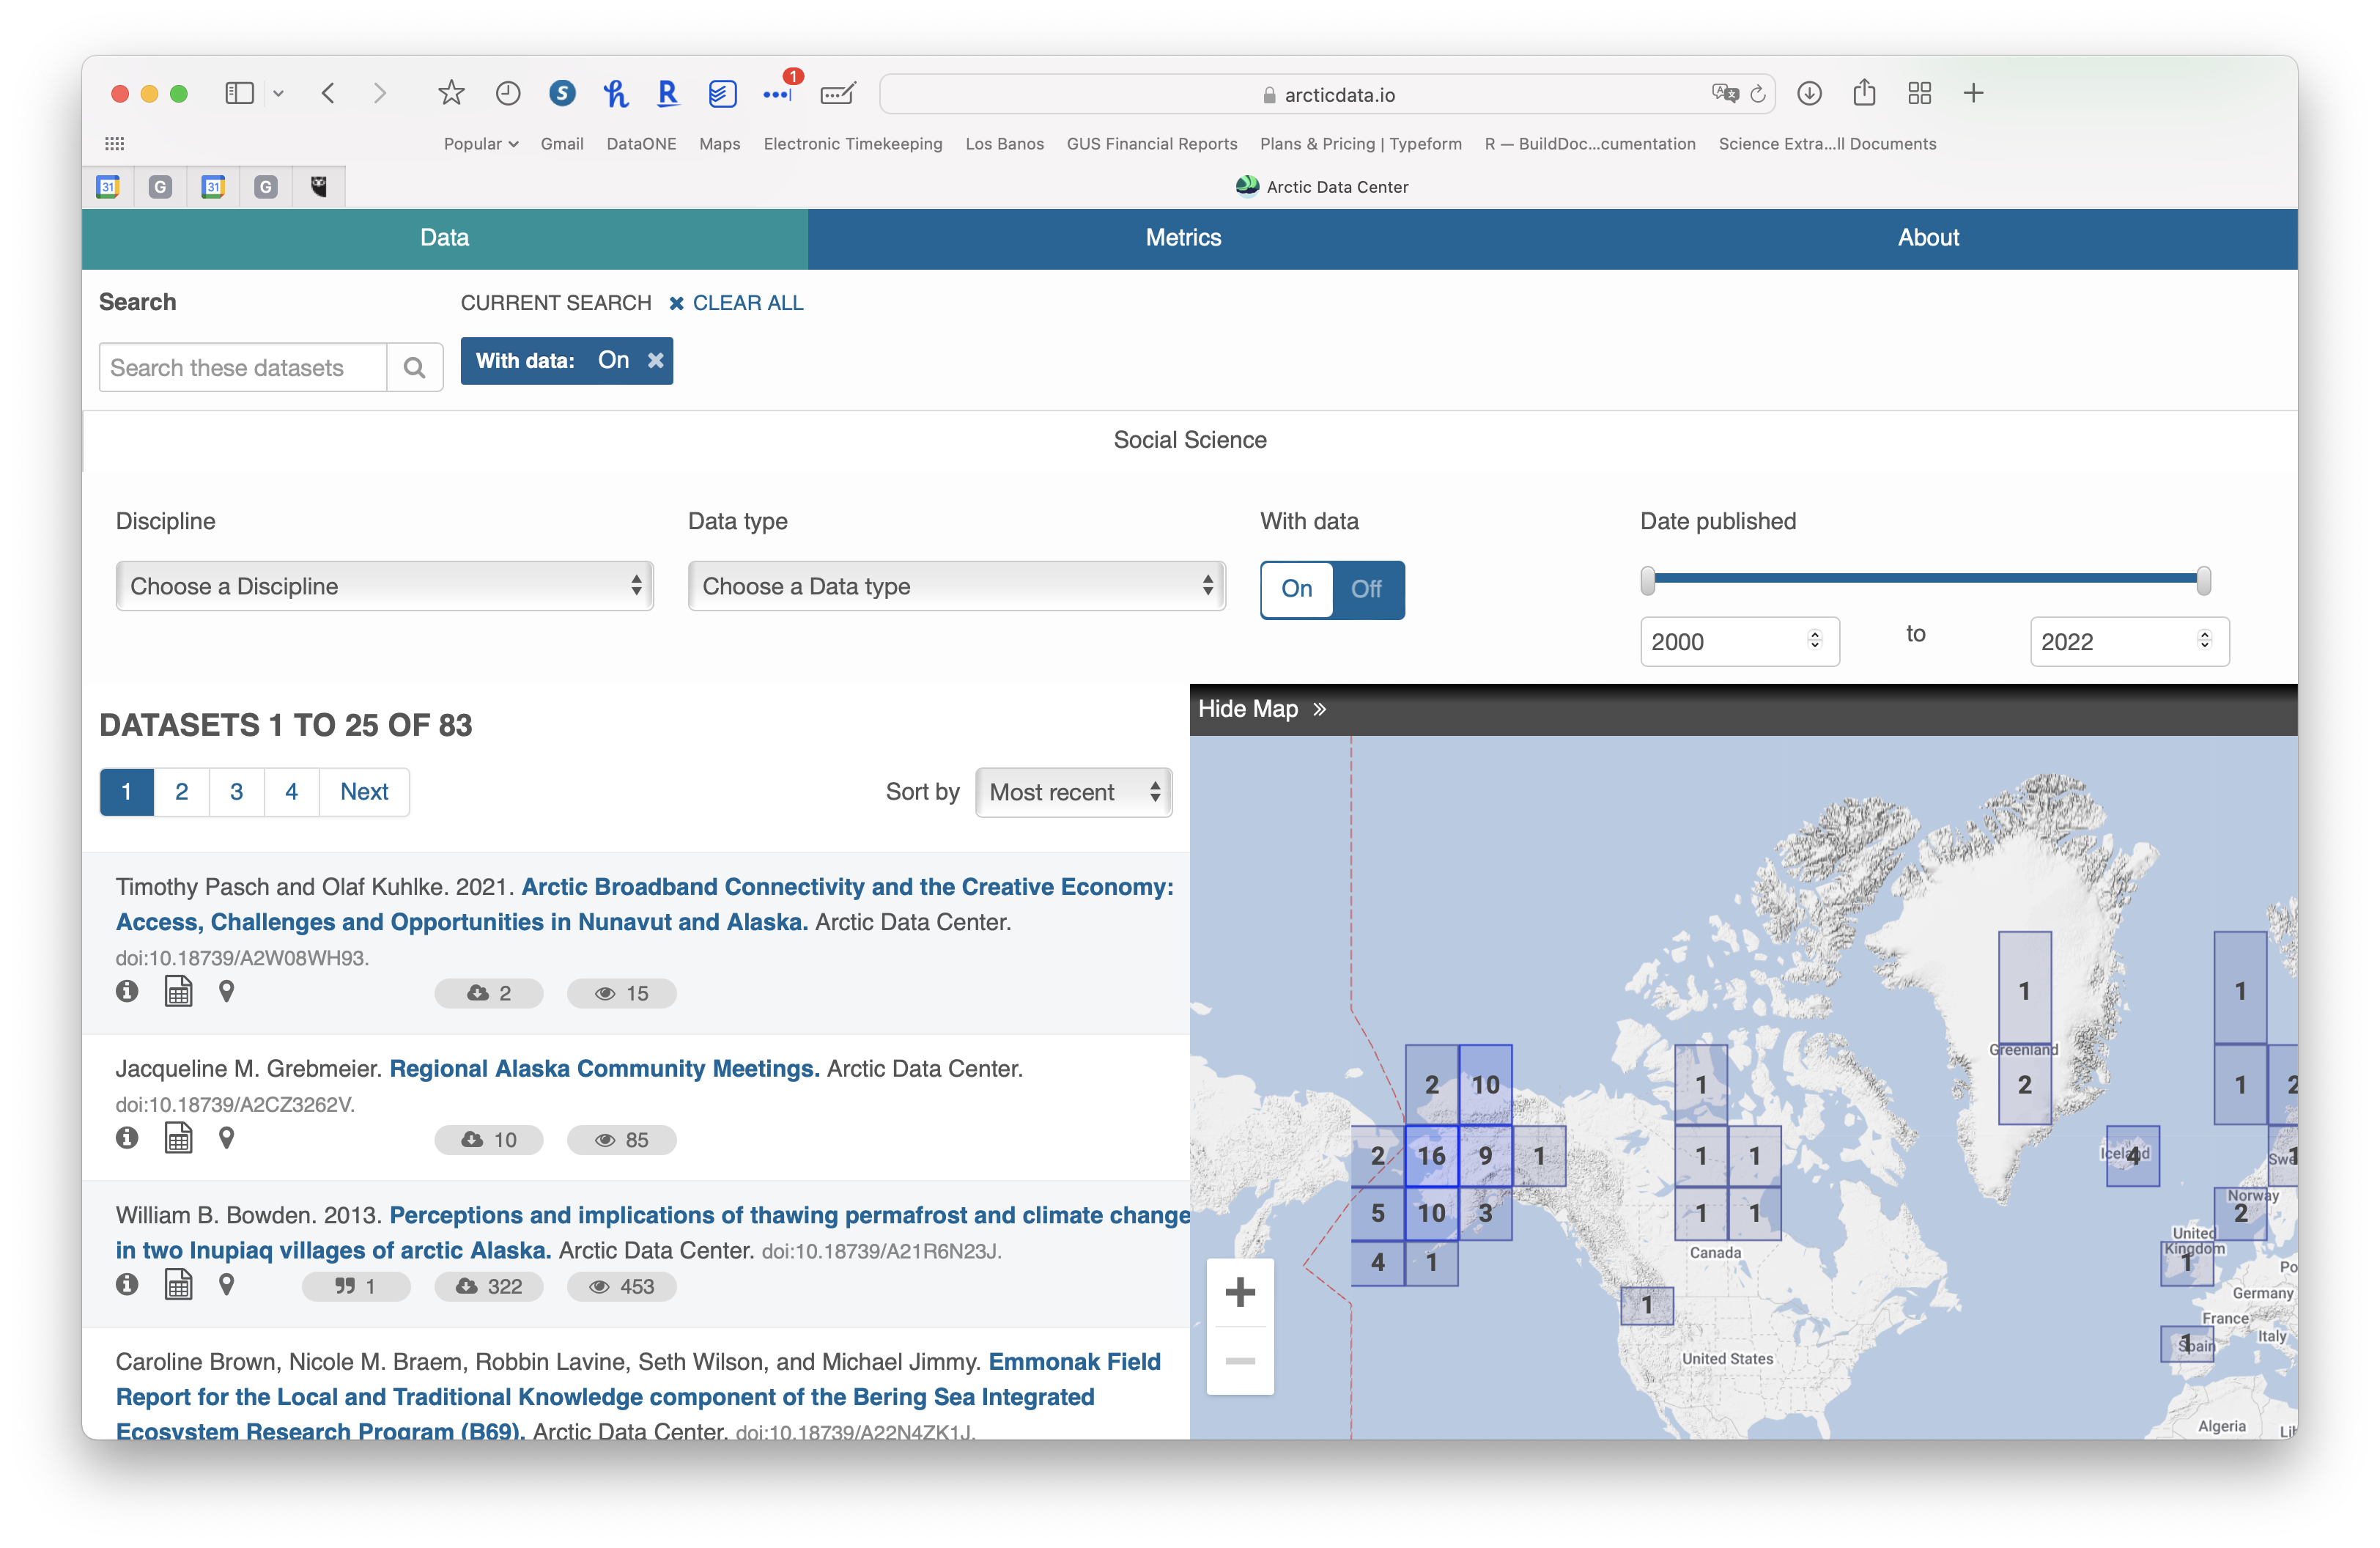 1
arcticdata.io
Popular Gmail DataONE Maps Electronic Timekeeping Los Banos GUS Financial Reports Plans & Pricing | Typeform R — BuildDoc...cumentation Science Extra...ll Documents
31 G 31 G Arctic Data Center
Data Metrics About
Search CURRENT SEARCH CLEAR ALL
Search these datasets With data: On
Social Science
Discipline Data type With data Date published
Choose a Discipline Choose a Data type On Off
2000 to 2022
Hide Map
DATASETS 1 TO 25 OF 83
1 2 3 4 Next Sort by Most recent
Timothy Pasch and Olaf Kuhlke. 2021. Arctic Broadband Connectivity and the Creative Economy:
Access, Challenges and Opportunities in Nunavut and Alaska. Arctic Data Center.
doi:10.18739/A2W08WH93.
2 15
Jacqueline M. Grebmeier. Regional Alaska Community Meetings. Arctic Data Center.
doi:10.18739/A2CZ3262V.
10 85
William B. Bowden. 2013. Perceptions and implications of thawing permafrost and climate change
in two Inupiaq villages of arctic Alaska. Arctic Data Center. doi:10.18739/A21R6N23J.
1 322 453
Caroline Brown, Nicole M. Braem, Robbin Lavine, Seth Wilson, and Michael Jimmy. Emmonak Field
Report for the Local and Traditional Knowledge component of the Bering Sea Integrated
Ecosystem Research Program (B69). Arctic Data Center. doi:10.18739/A22N4ZK1J.
1 1
Greenland
2 10 1 2 1 2
2 16 9 1 1 1 Iceland 4 Swe 1
Norway
5 10 3 1 1 2
United
Kingdom
Canada
4 1 1 Po
Germany
1 France
Italy
1 Spain
United States
Algeria Lib